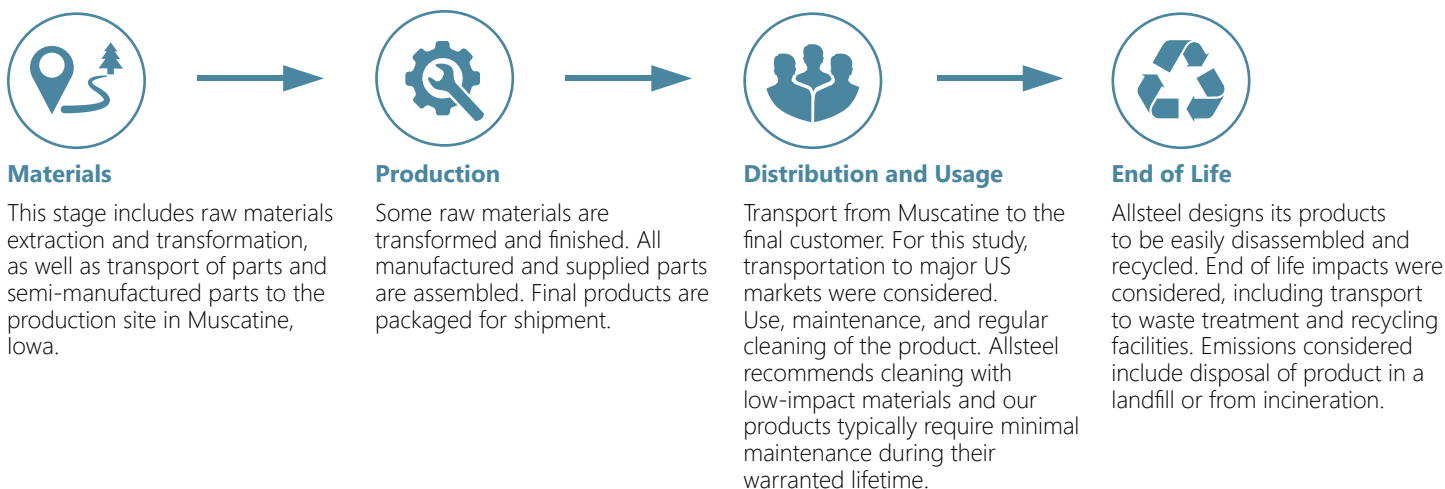 Materials
This stage includes raw materials
extraction and transformation,
as well as transport of parts and
semi-manufactured parts to the
production site in Muscatine,
Iowa.
Production
Some raw materials are
transformed and finished. All
manufactured and supplied parts
are assembled. Final products are
packaged for shipment.
Distribution and Usage
Transport from Muscatine to the
final customer. For this study,
transportation to major US
markets were considered.
Use, maintenance, and regular
cleaning of the product. Allsteel
recommends cleaning with
low-impact materials and our
products typically require minimal
maintenance during their
warranted lifetime.
End of Life
Allsteel designs its products
to be easily disassembled and
recycled. End of life impacts were
considered, including transport
to waste treatment and recycling
facilities. Emissions considered
include disposal of product in a
landfill or from incineration.